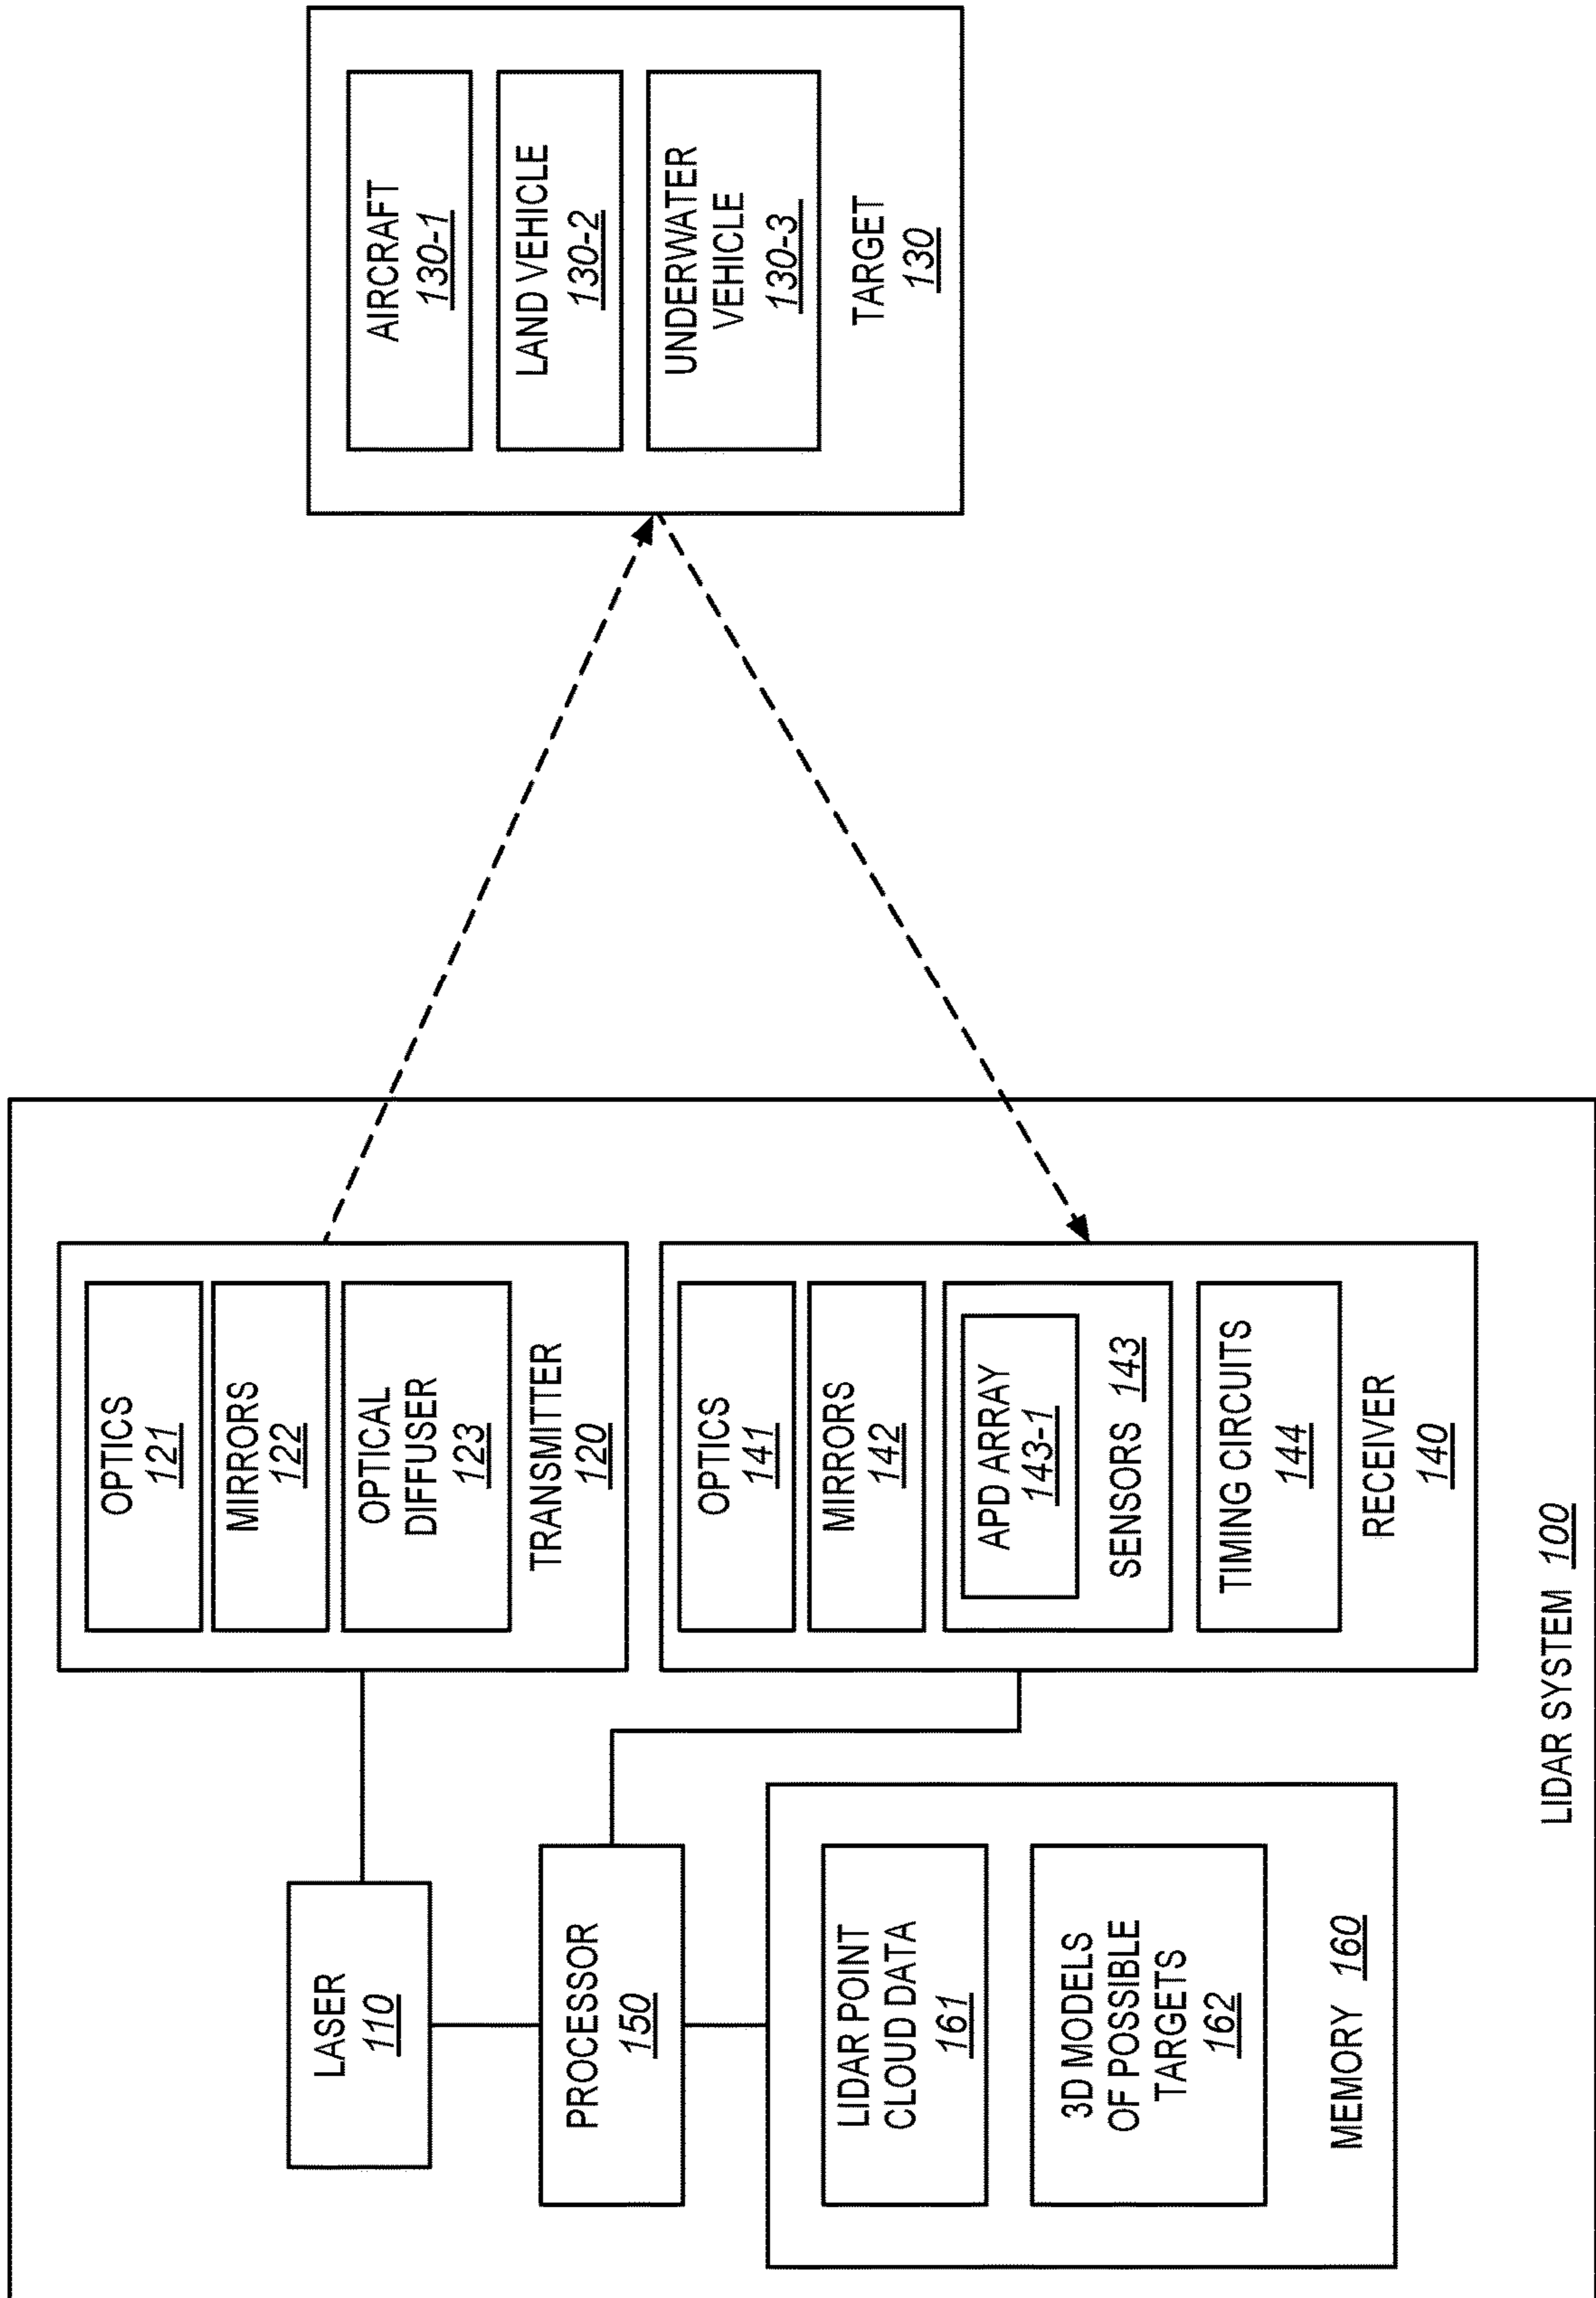 LASER
110
PROCESSOR
150
LIDAR POINT
CLOUD DATA
161
3D MODELS
OF POSSIBLE
TARGETS
162
MEMORY 160
OPTICS
121
MIRRORS
122
OPTICAL
DIFFUSER
123
TRANSMITTER
120
OPTICS
141
MIRRORS
142
APD ARRAY
143-1
SENSORS 143
TIMING CIRCUITS
144
RECEIVER
140
LIDAR SYSTEM 100
AIRCRAFT
130-1
LAND VEHICLE
130-2
UNDERWATER
VEHICLE
130-3
TARGET
130